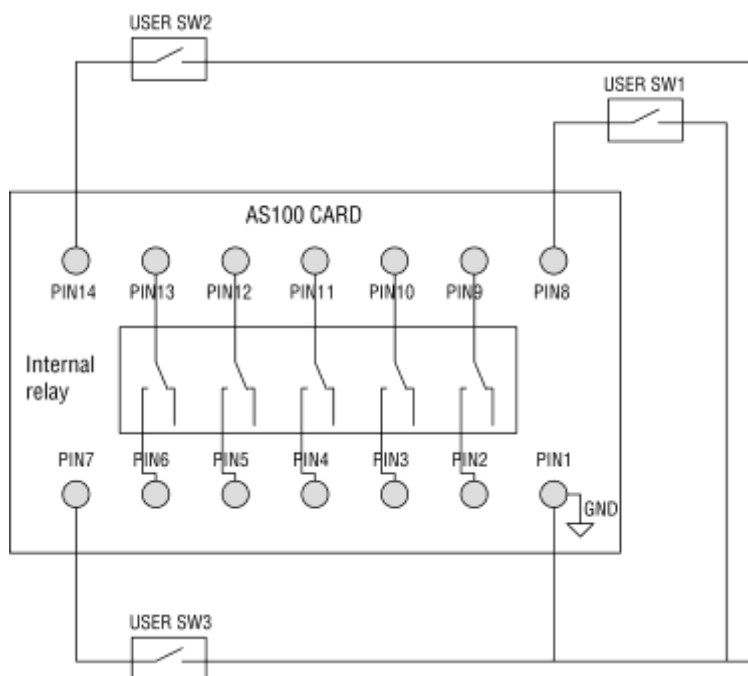 USER SW2
USER SW1
AS100 CARD
PIN14 PIN13 PIN12 PIN11 PIN10 PIN9 PIN8
Internal
relay
PIN7 PIN6 PIN5 PIN4 PIN3 PIN2 PIN1
GND
USER SW3